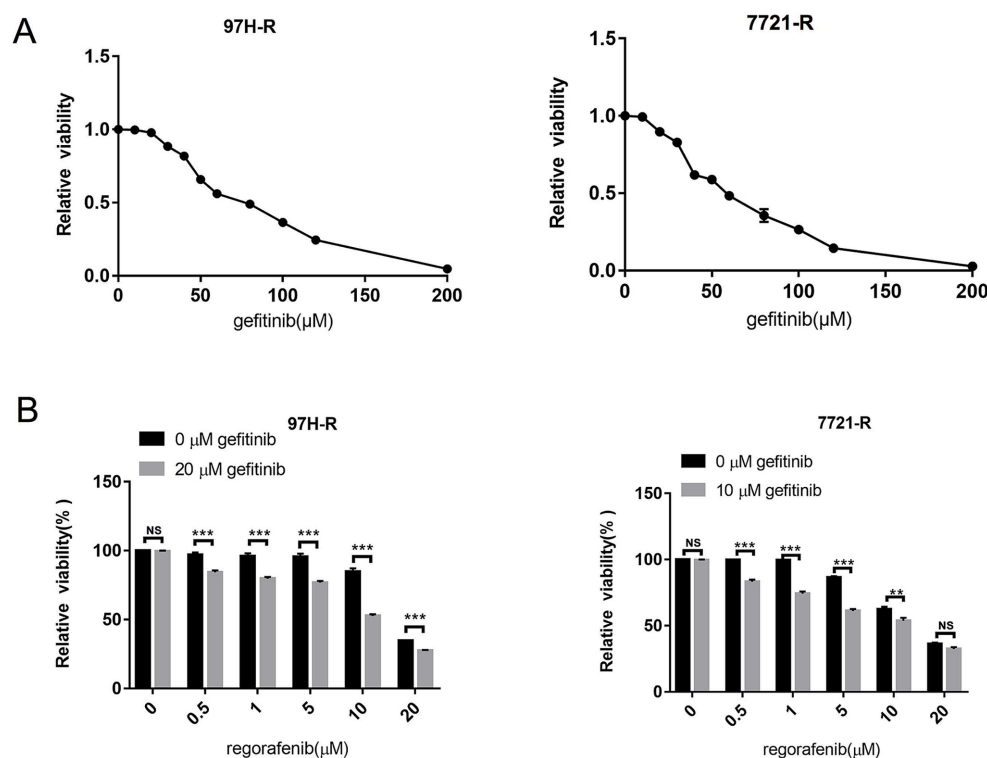 A
97H-R
1.5
1.0
0.5
0.0
Relative viability
0 50 100 150 200
gefitinib(μM)
7721-R
1.5
1.0
0.5
0.0
Relative viability
0 50 100 150 200
gefitinib(μM)
B
97H-R
0 μM gefitinib
20 μM gefitinib
150
100
50
0
Relative viability(% )
NS *** *** *** *** ***
0 0.5 1 5 10 20
regorafenib(μM)
7721-R
0 μM gefitinib
10 μM gefitinib
150
100
50
0
Relative viability(% )
NS *** *** *** ** NS
0 0.5 1 5 10 20
regorafenib(μM)